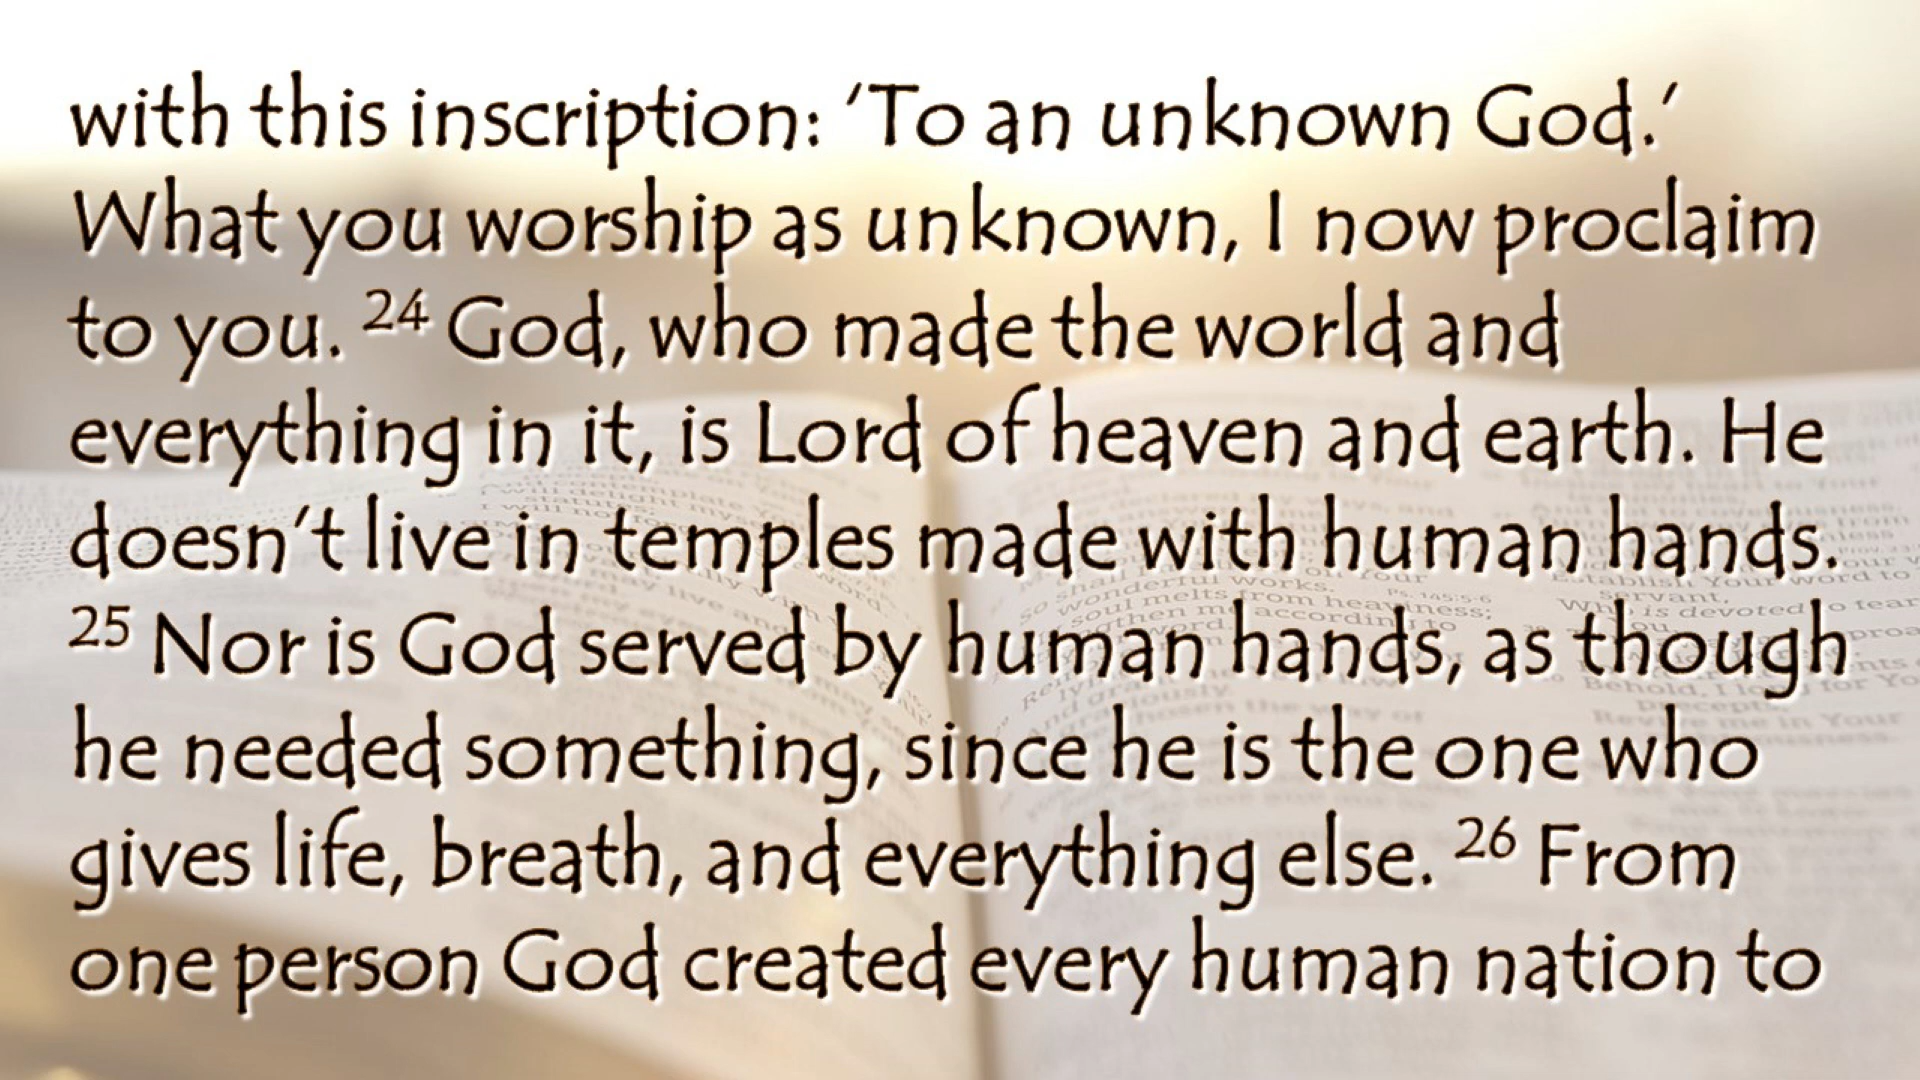 with this inscription: ‘To an unknown God.’
What you worship as unknown, I now proclaim
to you. 24 God, who made the world and
everything in it, is Lord of heaven and earth. He
doesn’t live in temples made with human hands.
25 Nor is God served by human hands, as though
he needed something, since he is the one who
gives life, breath, and everything else. 26 From
one person God created every human nation to